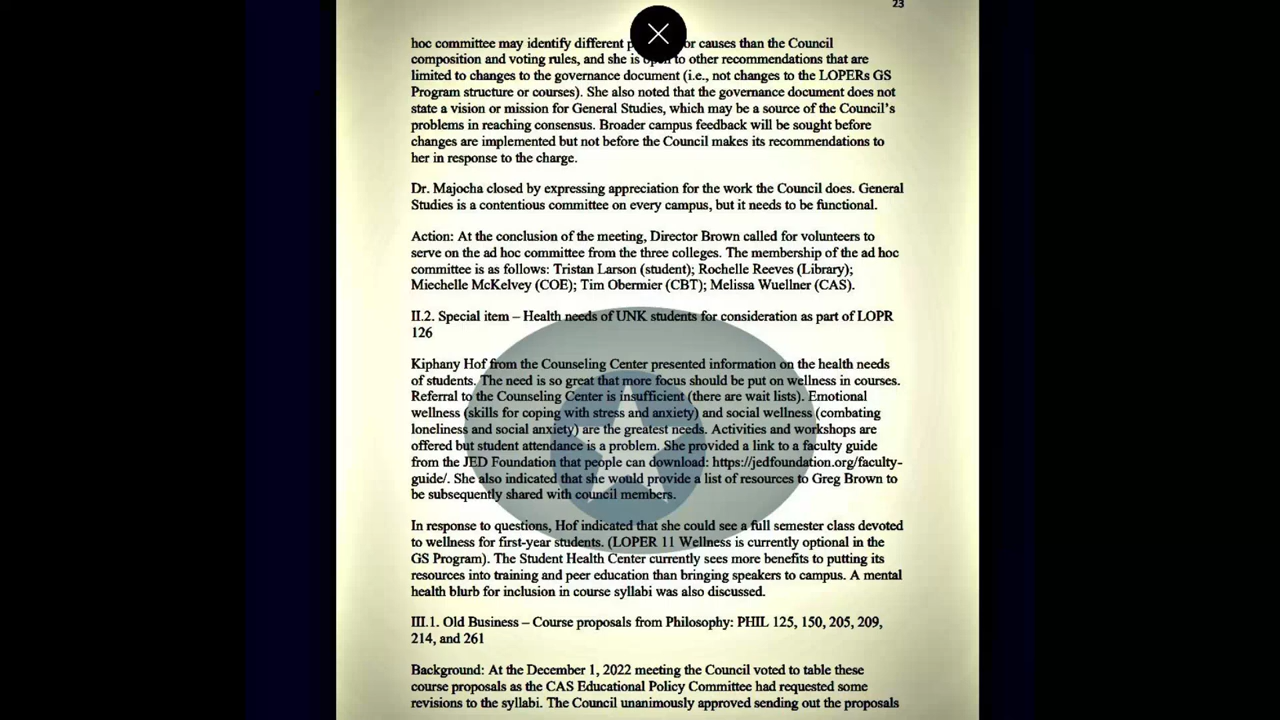 23
hoc committee may identify different p or causes than the Council
composition and voting rules, and she is open to other recommendations that are
limited to changes to the governance document (i.e., not changes to the LOPERs GS
Program structure or courses). She also noted that the governance document does not
state a vision or mission for General Studies, which may be a source of the Council's
problems in reaching consensus. Broader campus feedback will be sought before
changes are implemented but not before the Council makes its recommendations to
her in response to the charge.
Dr. Majocha closed by expressing appreciation for the work the Council does. General
Studies is a contentious committee on every campus, but it needs to be functional.
Action: At the conclusion of the meeting, Director Brown called for volunteers to
serve on the ad hoc committee from the three colleges. The membership of the ad hoc
committee is as follows: Tristan Larson (student); Rochelle Reeves (Library);
Miechelle McKelvey (COE); Tim Obermier (CBT); Melissa Wuellner (CAS).
II.2. Special item – Health needs of UNK students for consideration as part of LOPR
126
Kiphany Hof from the Counseling Center presented information on the health needs
of students. The need is so great that more focus should be put on wellness in courses.
Referral to the Counseling Center is insufficient (there are wait lists). Emotional
wellness (skills for coping with stress and anxiety) and social wellness (combating
loneliness and social anxiety) are the greatest needs. Activities and workshops are
offered but student attendance is a problem. She provided a link to a faculty guide
from the JED Foundation that people can download: https://jedfoundation.org/faculty-
guide/. She also indicated that she would provide a list of resources to Greg Brown to
be subsequently shared with council members.
In response to questions, Hof indicated that she could see a full semester class devoted
to wellness for first-year students. (LOPER 11 Wellness is currently optional in the
GS Program). The Student Health Center currently sees more benefits to putting its
resources into training and peer education than bringing speakers to campus. A mental
health blurb for inclusion in course syllabi was also discussed.
III.1. Old Business – Course proposals from Philosophy: PHIL 125, 150, 205, 209,
214, and 261
Background: At the December 1, 2022 meeting the Council voted to table these
course proposals as the CAS Educational Policy Committee had requested some
revisions to the syllabi. The Council unanimously approved sending out the proposals